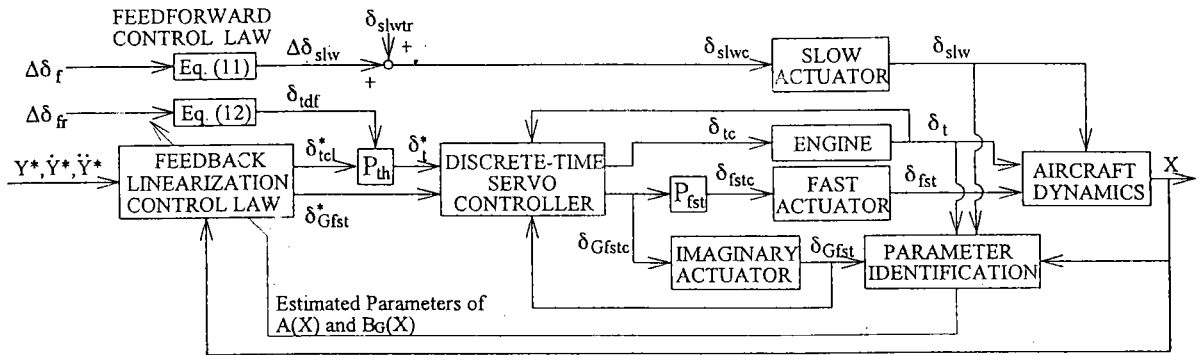 FEEDFORWARD
CONTROL LAW
Δδf
Eq. (11)
Δδslw
δslwtr
+
+
δslwc
SLOW
ACTUATOR
δslw
Δδfr
Eq. (12)
δtdf
Y*, Ẏ*, Ÿ*
FEEDBACK
LINEARIZATION
CONTROL LAW
δ*tcl
Pth
δ*t
δ*Gfst
DISCRETE-TIME
SERVO
CONTROLLER
δtc
ENGINE
δt
Pfst
δfstc
FAST
ACTUATOR
δfst
AIRCRAFT
DYNAMICS
X
δGfstc
IMAGINARY
ACTUATOR
δGfst
PARAMETER
IDENTIFICATION
Estimated Parameters of
A(X) and BG(X)